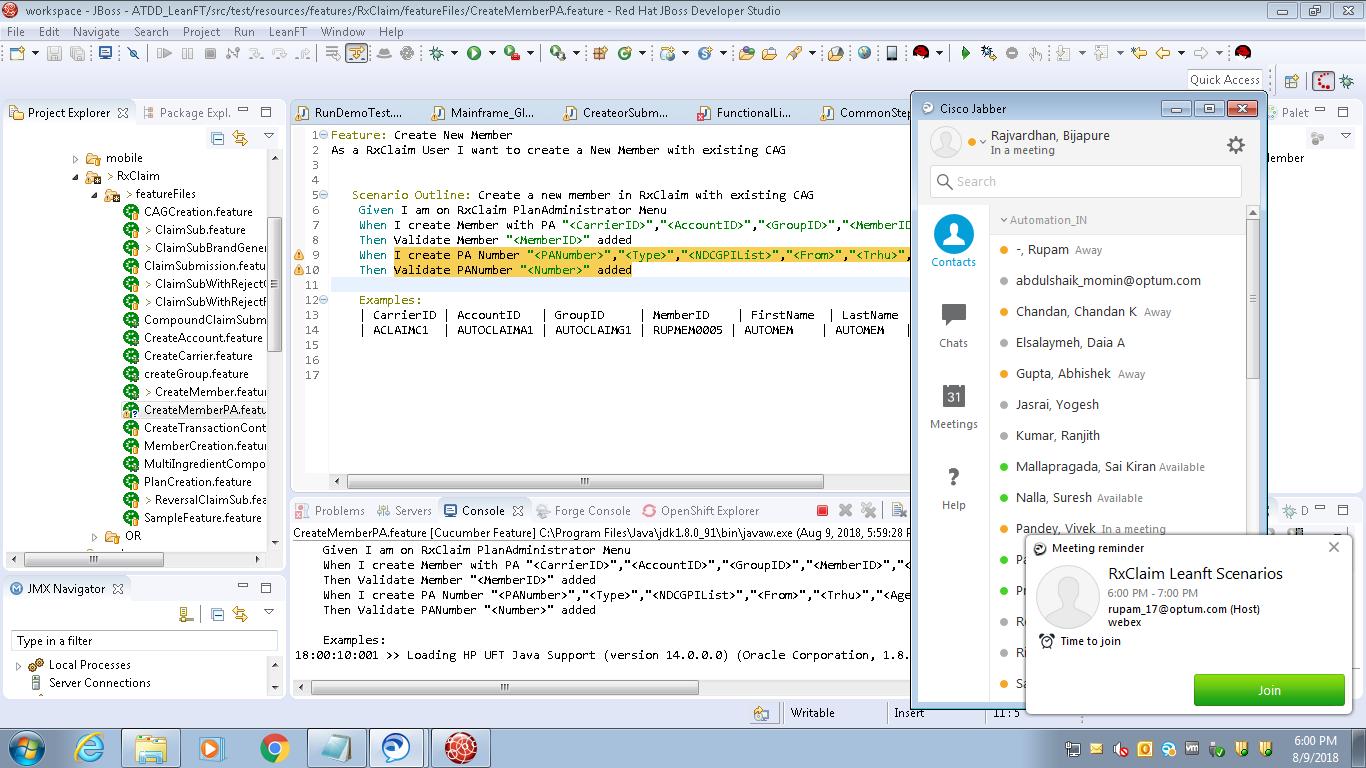 workspace - JBoss - ATDD_LeanFT/src/test/resources/features/RxClaim/featureFiles/CreateMemberPA.feature - Red Hat JBoss Developer Studio
File Edit Navigate Search Project Run LeanFT Window Help
Quick Access
Project Explorer
Package Expl.
mobile
> RxClaim
> featureFiles
CAGCreation.feature
> ClaimSub.feature
> ClaimSubBrandGener
ClaimSubmission.featur
> ClaimSubWithReject
> ClaimSubWithRejectI
CompoundClaimSubm
CreateAccount.feature
CreateCarrier.feature
createGroup.feature
> CreateMember.feature
CreateMemberPA.featu
CreateTransactionCont
MemberCreation.featur
MultiIngredientCompo
PlanCreation.feature
> ReversalClaimSub.fea
SampleFeature.feature
OR
JMX Navigator
Type in a filter
Local Processes
Server Connections
RunDemoTest....
Mainframe_Gl...
CreateorSubm...
FunctionalLi...
CommonStep
Palet
1 Feature: Create New Member
2 As a RxClaim User I want to create a New Member with existing CAG
3
4
5 Scenario Outline: Create a new member in RxClaim with existing CAG
6 Given I am on RxClaim PlanAdministrator Menu
7 When I create Member with PA "<CarrierID>","<AccountID>","<GroupID>","<MemberID
8 Then Validate Member "<MemberID>" added
9 When I create PA Number "<PANumber>","<Type>","<NDCGPIList>","<From>","<Thru>",
10 Then Validate PANumber "<Number>" added
11
12 Examples:
13 | CarrierID | AccountID | GroupID | MemberID | FirstName | LastName
14 | ACLAIMC1 | AUTOCLAIMA1 | AUTOCLAIMG1 | RUPMEM0005 | AUTOMEM | AUTOMEM |
15
16
17
ember
Problems
Servers
Console
Forge Console
OpenShift Explorer
CreateMemberPA.feature [Cucumber Feature] C:\Program Files\Java\jdk1.8.0_91\bin\javaw.exe (Aug 9, 2018, 5:59:28 P
Given I am on RxClaim PlanAdministrator Menu
When I create Member with PA "<CarrierID>","<AccountID>","<GroupID>","<MemberID>","<
Then Validate Member "<MemberID>" added
When I create PA Number "<PANumber>","<Type>","<NDCGPIList>","<From>","<Thru>","<Age
Then Validate PANumber "<Number>" added
Examples:
18:00:10:001 >> Loading HP UFT Java Support (version 14.0.0.0) (Oracle Corporation, 1.8.
D
Writable
Insert
11:5
Cisco Jabber
Rajvardhan, Bijapure
In a meeting
Search
Contacts
Chats
31
Meetings
?
Help
Automation_IN
-, Rupam Away
abdulshaik_momin@optum.com
Chandan, Chandan K Away
Elsalaymeh, Daia A
Gupta, Abhishek Away
Jasrai, Yogesh
Kumar, Ranjith
Mallapragada, Sai Kiran Available
Nalla, Suresh Available
Pandey, Vivek In a meeting
Pa
Pr
Re
Ri
Sa
Meeting reminder
RxClaim Leanft Scenarios
6:00 PM - 7:00 PM
rupam_17@optum.com (Host)
webex
Time to join
Join
6:00 PM
8/9/2018